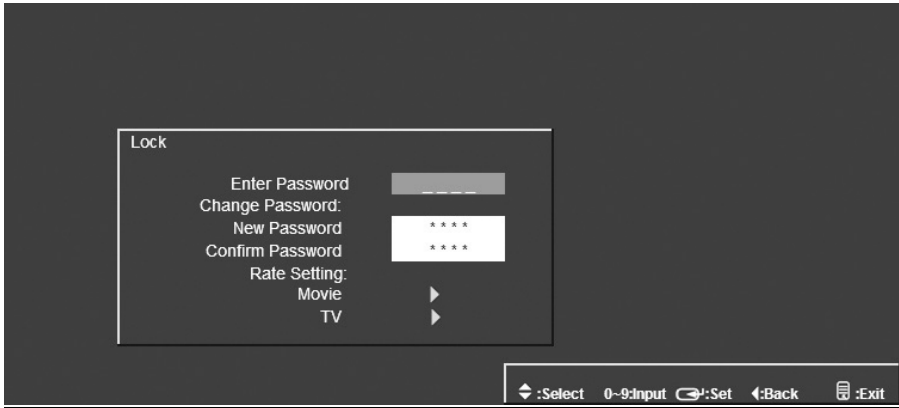 Lock
Enter Password _ _ _ _
Change Password:
New Password * * * *
Confirm Password * * * *
Rate Setting:
Movie
TV
:Select 0~9:Input :Set :Back :Exit